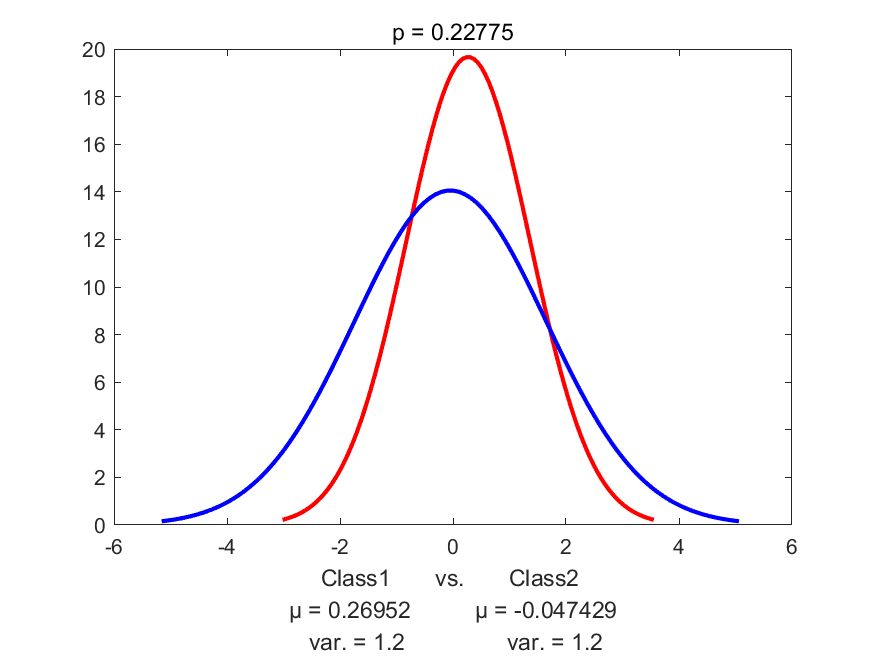 p = 0.22775
20
18
16
14
12
10
8
6
4
2
0
-6 -4 -2 0 2 4 6
Class1 vs. Class2
μ = 0.26952 μ = -0.047429
var. = 1.2 var. = 1.2